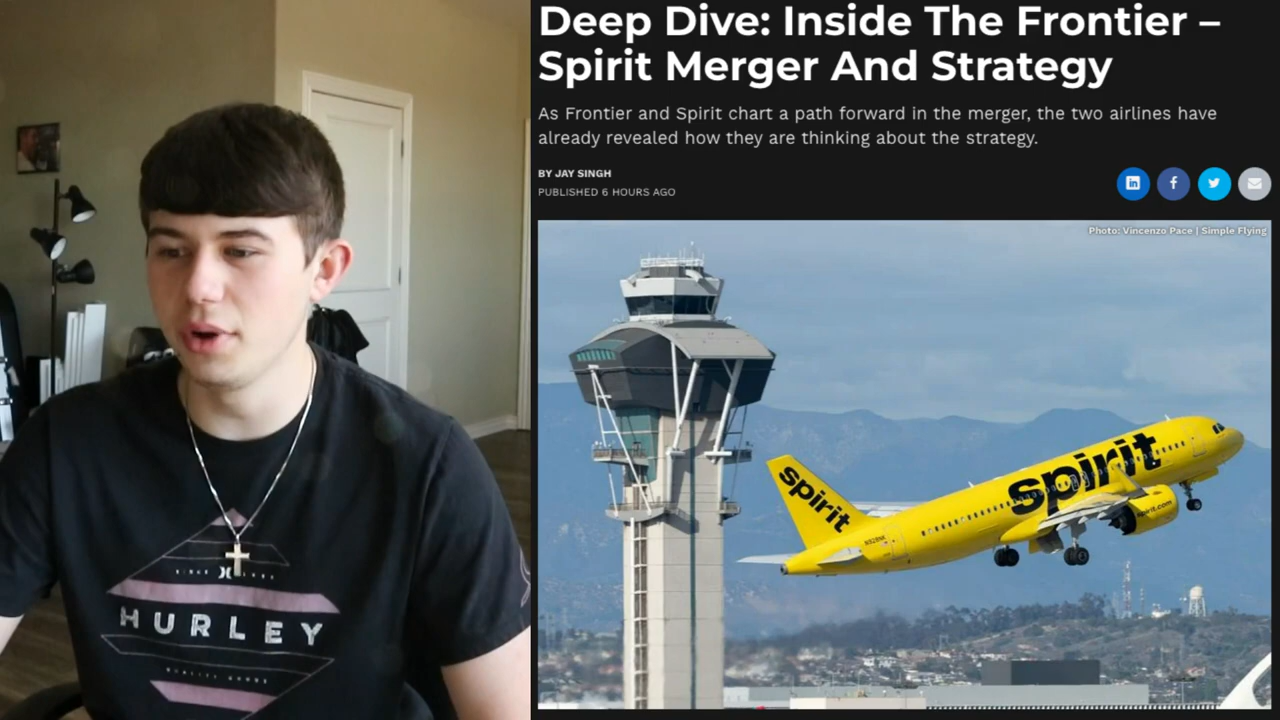 Deep Dive: Inside The Frontier –
Spirit Merger And Strategy
As Frontier and Spirit chart a path forward in the merger, the two airlines have
already revealed how they are thinking about the strategy.
BY JAY SINGH
PUBLISHED 6 HOURS AGO
Photo: Vincenzo Pace | Simple Flying
spirit
spirit
spirit.com
HURLEY